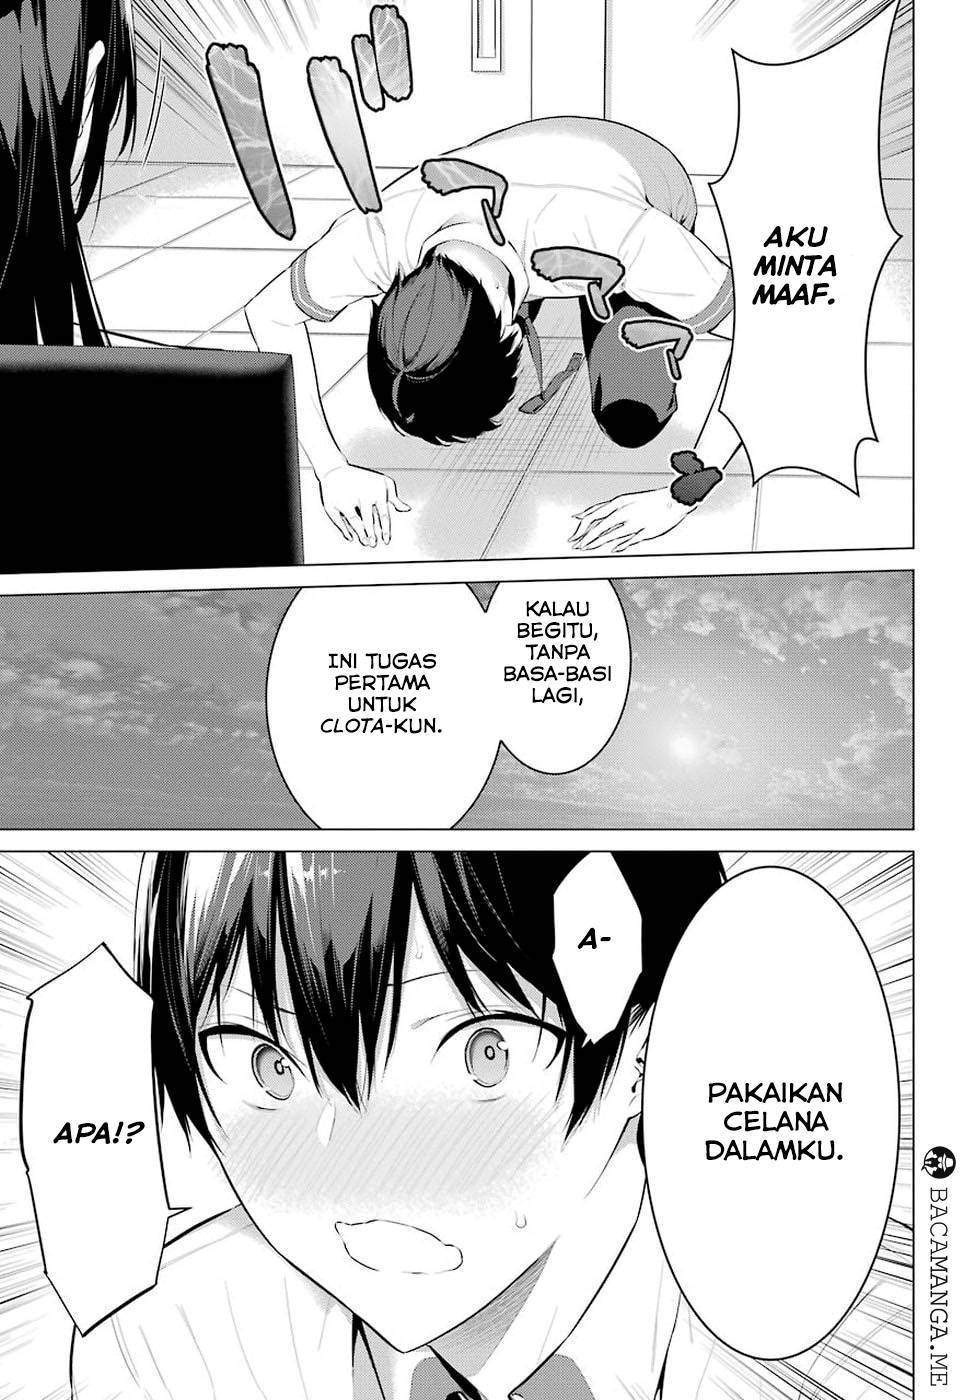 AKU
MINTA
MAAF.
KALAU
BEGITU,
TANPA
BASA-BASI
LAGI,
INI TUGAS
PERTAMA
UNTUK
CLOTA-KUN.
PAKAIKAN
CELANA
DALAMKU.
A-
APA!?
BACAMANGA.ME